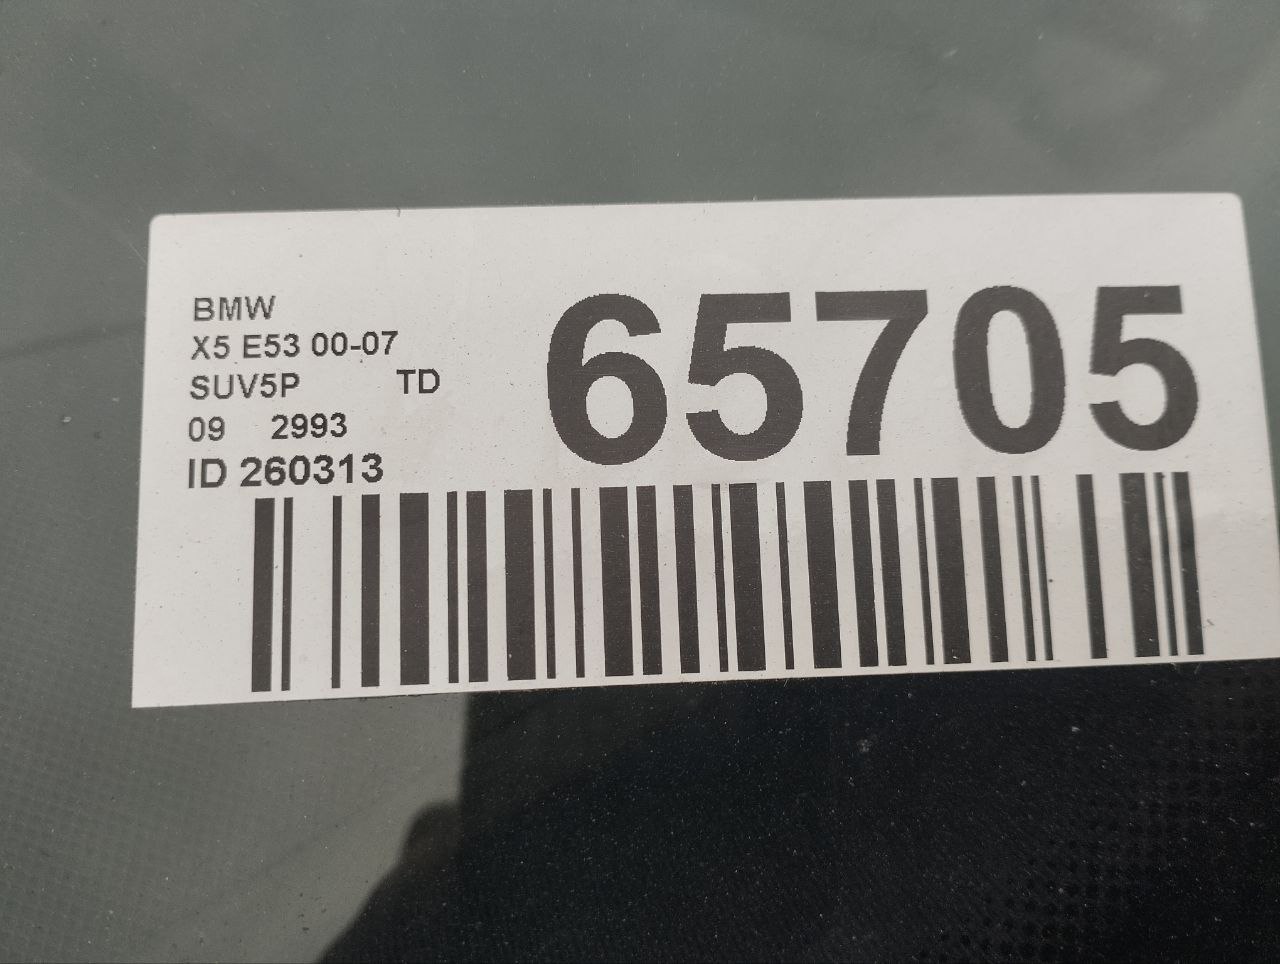 BMW
X5 E53 00-07
SUV5P TD
09 2993
ID 260313
65705